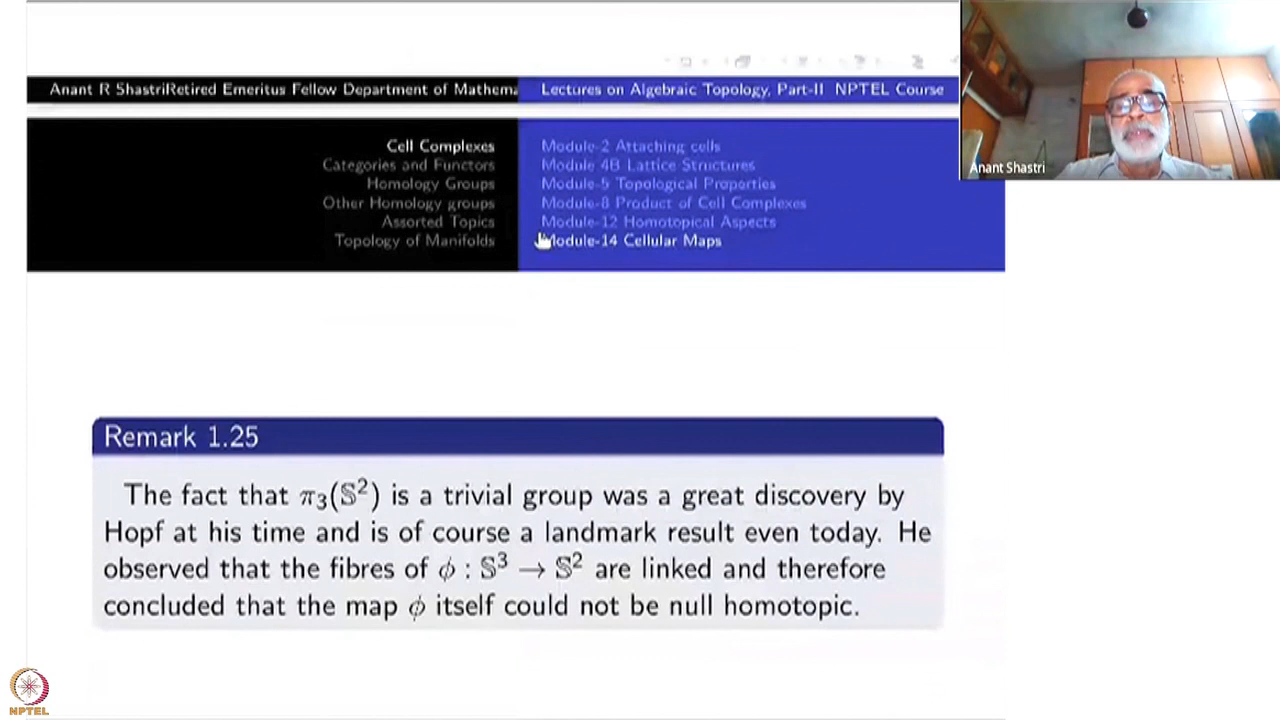 Anant R ShastriRetired Emeritus Fellow Department of Mathema
Lectures on Algebraic Topology, Part-II NPTEL Course
Cell Complexes
Categories and Functors
Homology Groups
Other Homology groups
Assorted Topics
Topology of Manifolds
Module-2 Attaching cells
Module 4B Lattice Structures
Module-5 Topological Properties
Module-8 Product of Cell Complexes
Module-12 Homotopical Aspects
Module-14 Cellular Maps
Anant Shastri
Remark 1.25
The fact that π₃(𝕊²) is a trivial group was a great discovery by
Hopf at his time and is of course a landmark result even today. He
observed that the fibres of ϕ : 𝕊³ → 𝕊² are linked and therefore
concluded that the map ϕ itself could not be null homotopic.
NPTEL